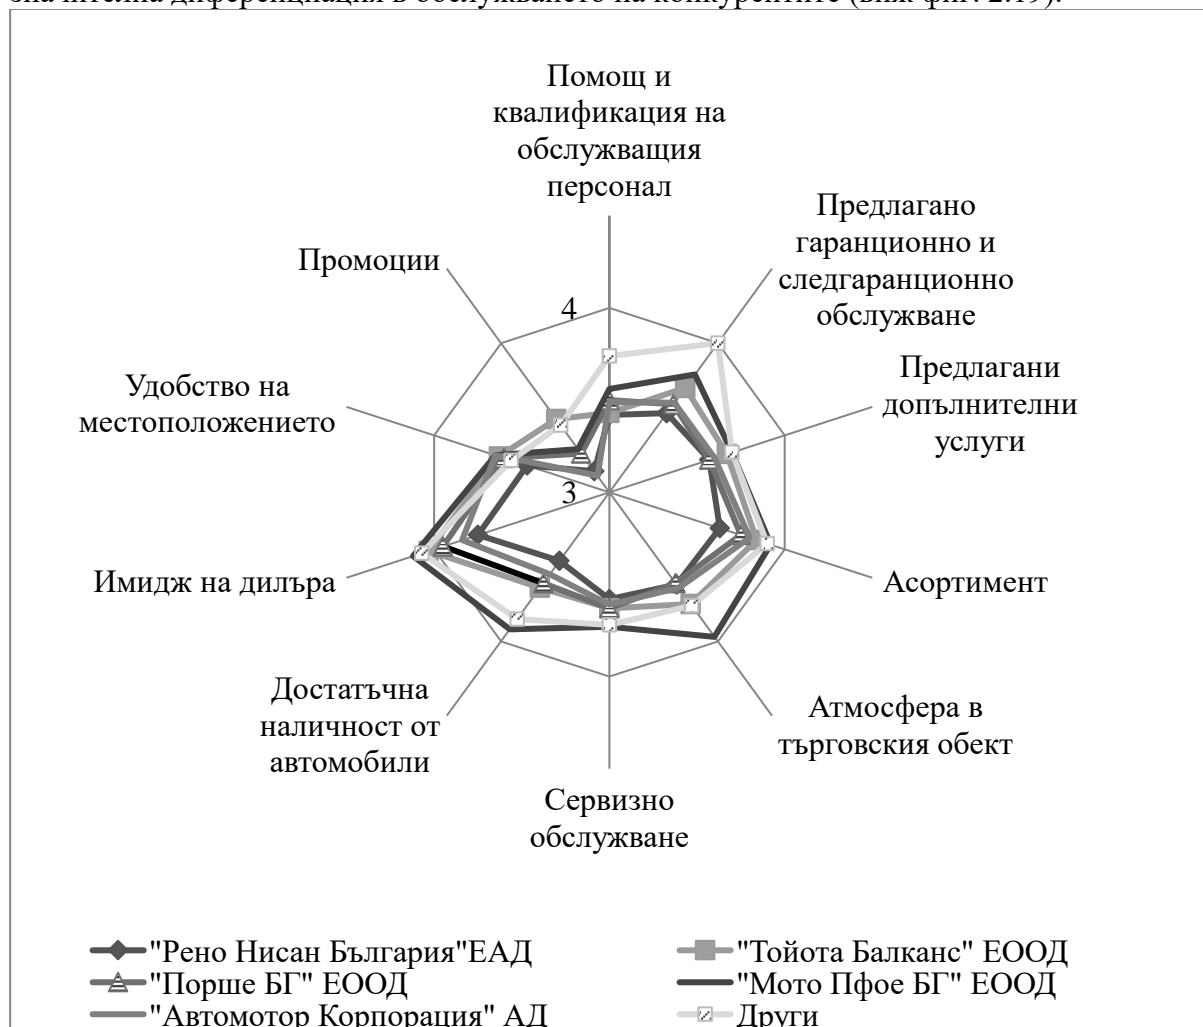 значителна диференциация в обслужването на конкурентите (виж фиг. 2.19).
Помощ и
квалификация на
обслужващия
персонал
Предлагано
гаранционно и
следгаранционно
обслужване
Предлагани
допълнителни
услуги
Асортимент
Атмосфера в
търговския обект
Сервизно
обслужване
Достатъчна
наличност от
автомобили
Имидж на дилъра
Удобство на
местоположението
Промоции
4
3
"Рено Нисан България"ЕАД
"Тойота Балканс" ЕООД
"Порше БГ" ЕООД
"Мото Пфое БГ" ЕООД
"Автомотор Корпорация" АД
Други